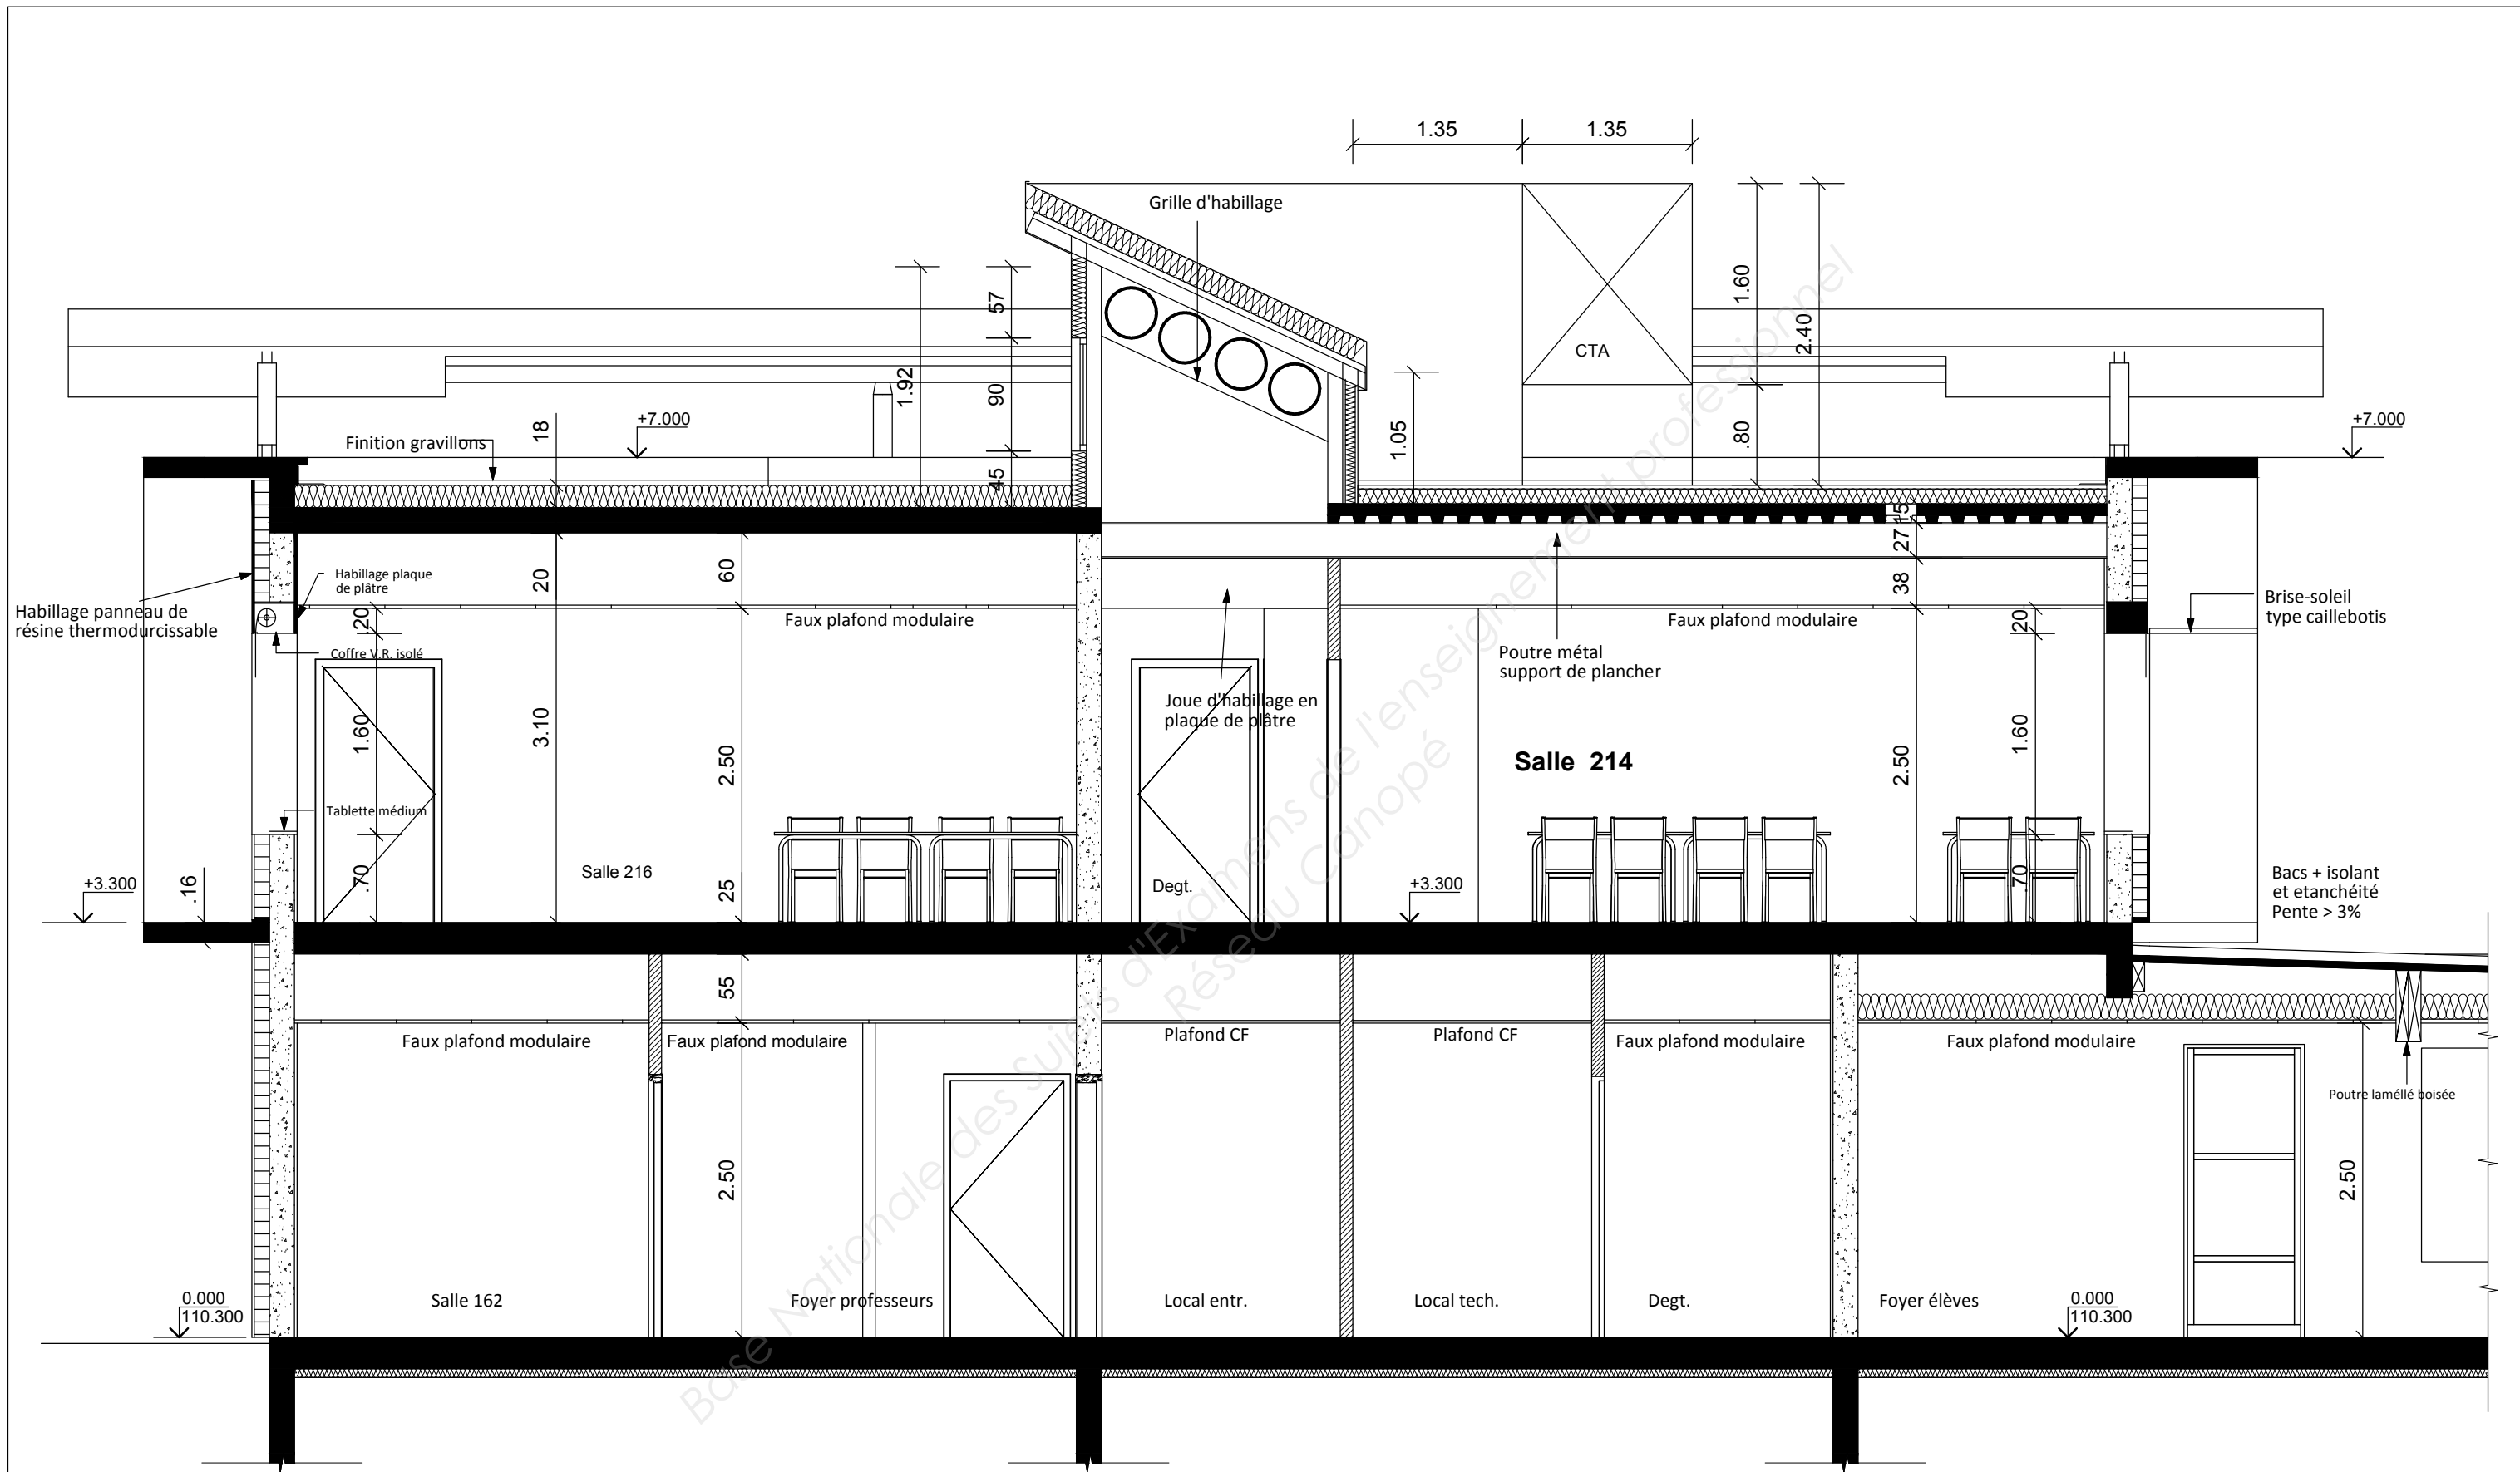 1.35
1.35
Grille d'habillage
57
1.60
2.40
CTA
1.92
90
1.05
.80
+7.000
+7.000
Finition gravillons
18
45
15
27
Habillage plaque
de plâtre
20
60
38
Habillage panneau de
résine thermodurcissable
.20
Faux plafond modulaire
Faux plafond modulaire
.20
Brise-soleil
type caillebotis
Coffre V.R. isolé
Poutre métal
support de plancher
Joue d'habillage en
plaque de plâtre
1.60
3.10
2.50
Salle 214
2.50
1.60
Tablette médium
+3.300
.16
.70
Salle 216
25
Degt.
+3.300
.70
Bacs + isolant
et etanchéité
Pente > 3%
55
Faux plafond modulaire
Faux plafond modulaire
Plafond CF
Plafond CF
Faux plafond modulaire
Faux plafond modulaire
Poutre laméllé boisée
2.50
2.50
0.000
110.300
Salle 162
Foyer professeurs
Local entr.
Local tech.
Degt.
Foyer élèves
0.000
110.300
Base Nationale des sujets d'Examens de l'enseignement professionnel
Réseau Canopé